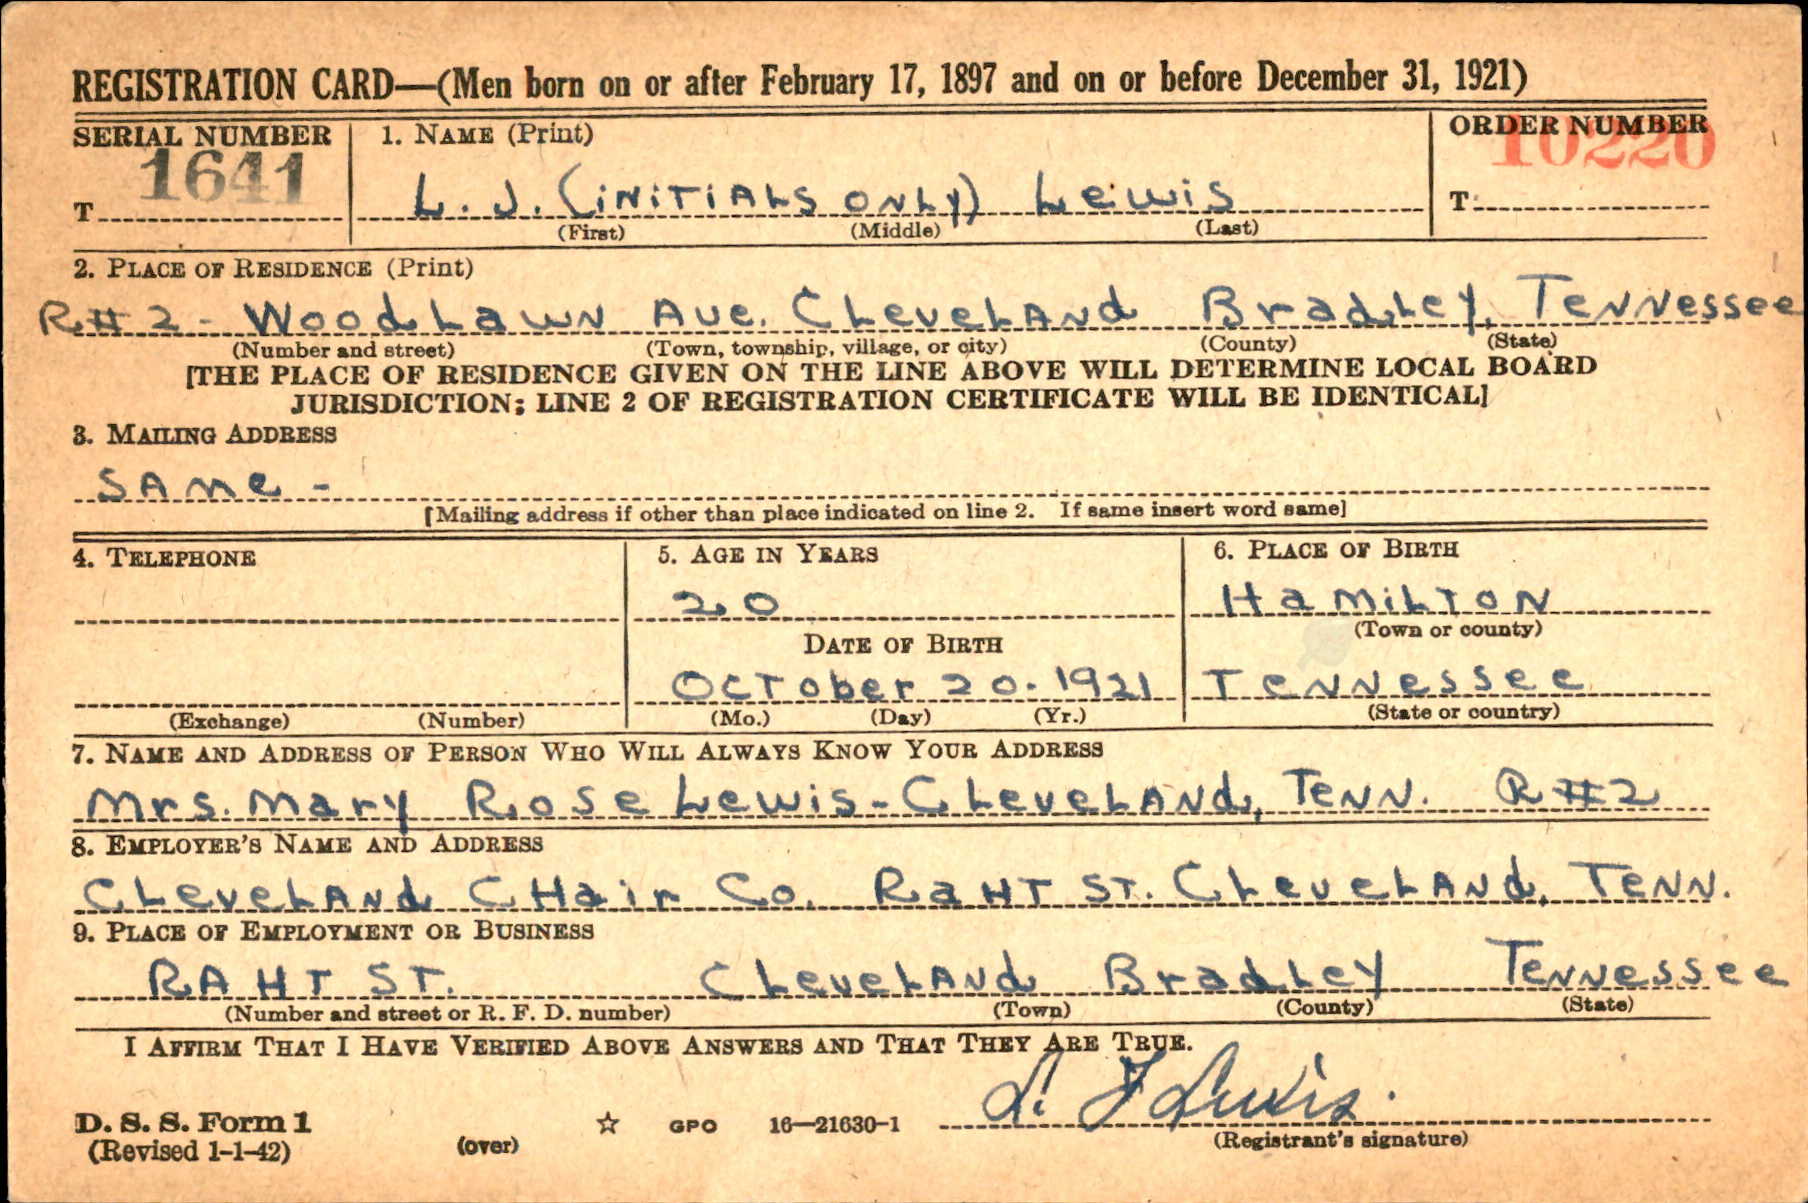 REGISTRATION CARD—(Men born on or after February 17, 1897 and on or before December 31, 1921)
SERIAL NUMBER 1. NAME (Print) ORDER NUMBER
1641 10220
T L. J. (INITIALS ONLY) Lewis T
(First) (Middle) (Last)
2. PLACE OF RESIDENCE (Print)
R#2 - WoodLawn Ave. CLeveLAnd BradLey, Tennessee
(Number and street) (Town, township, village, or city) (County) (State)
[THE PLACE OF RESIDENCE GIVEN ON THE LINE ABOVE WILL DETERMINE LOCAL BOARD
JURISDICTION; LINE 2 OF REGISTRATION CERTIFICATE WILL BE IDENTICAL]
3. MAILING ADDRESS
SAMe -
[Mailing address if other than place indicated on line 2. If same insert word same]
4. TELEPHONE 5. AGE IN YEARS 6. PLACE OF BIRTH
20 HamiLTON
(Town or county)
DATE OF BIRTH
OCTober 20. 1921 Tennessee
(Exchange) (Number) (Mo.) (Day) (Yr.) (State or country)
7. NAME AND ADDRESS OF PERSON WHO WILL ALWAYS KNOW YOUR ADDRESS
Mrs. Mary Rose Lewis - CLeveLANd, TeNN. R#2
8. EMPLOYER'S NAME AND ADDRESS
CLeveLANd CHair Co. RaHT ST. CLeveLANd, TeNN.
9. PLACE OF EMPLOYMENT OR BUSINESS
RAHT ST. CLeveLANd BradLey Tennessee
(Number and street or R. F. D. number) (Town) (County) (State)
I AFFIRM THAT I HAVE VERIFIED ABOVE ANSWERS AND THAT THEY ARE TRUE.
L. J Lewis.
D. S. S. Form 1 ☆ GPO 16—21630-1
(Revised 1-1-42) (over) (Registrant's signature)